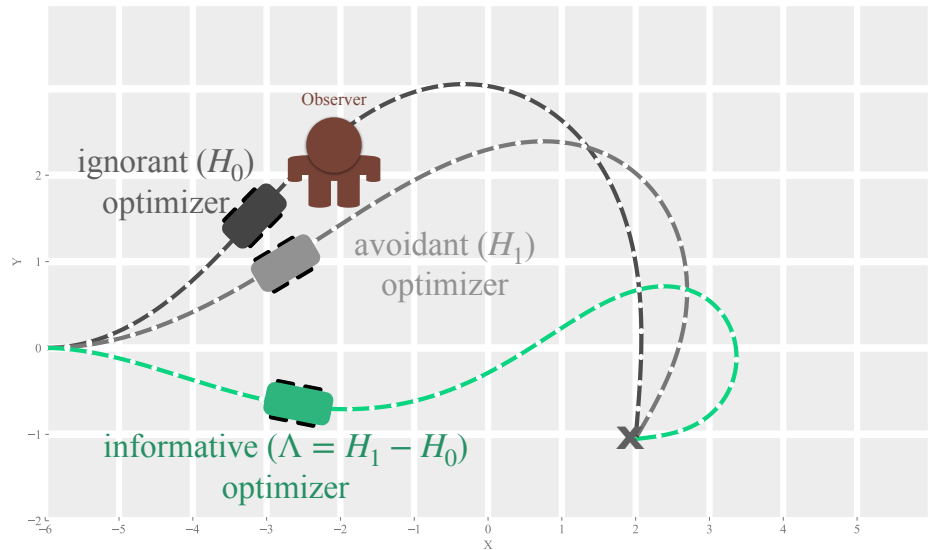 Observer
ignorant (H₀)
optimizer
avoidant (H₁)
optimizer
informative (Λ = H₁ − H₀)
optimizer
Y
2
1
0
−1
−2
−6 −5 −4 −3 −2 −1 0 1 2 3 4 5
X